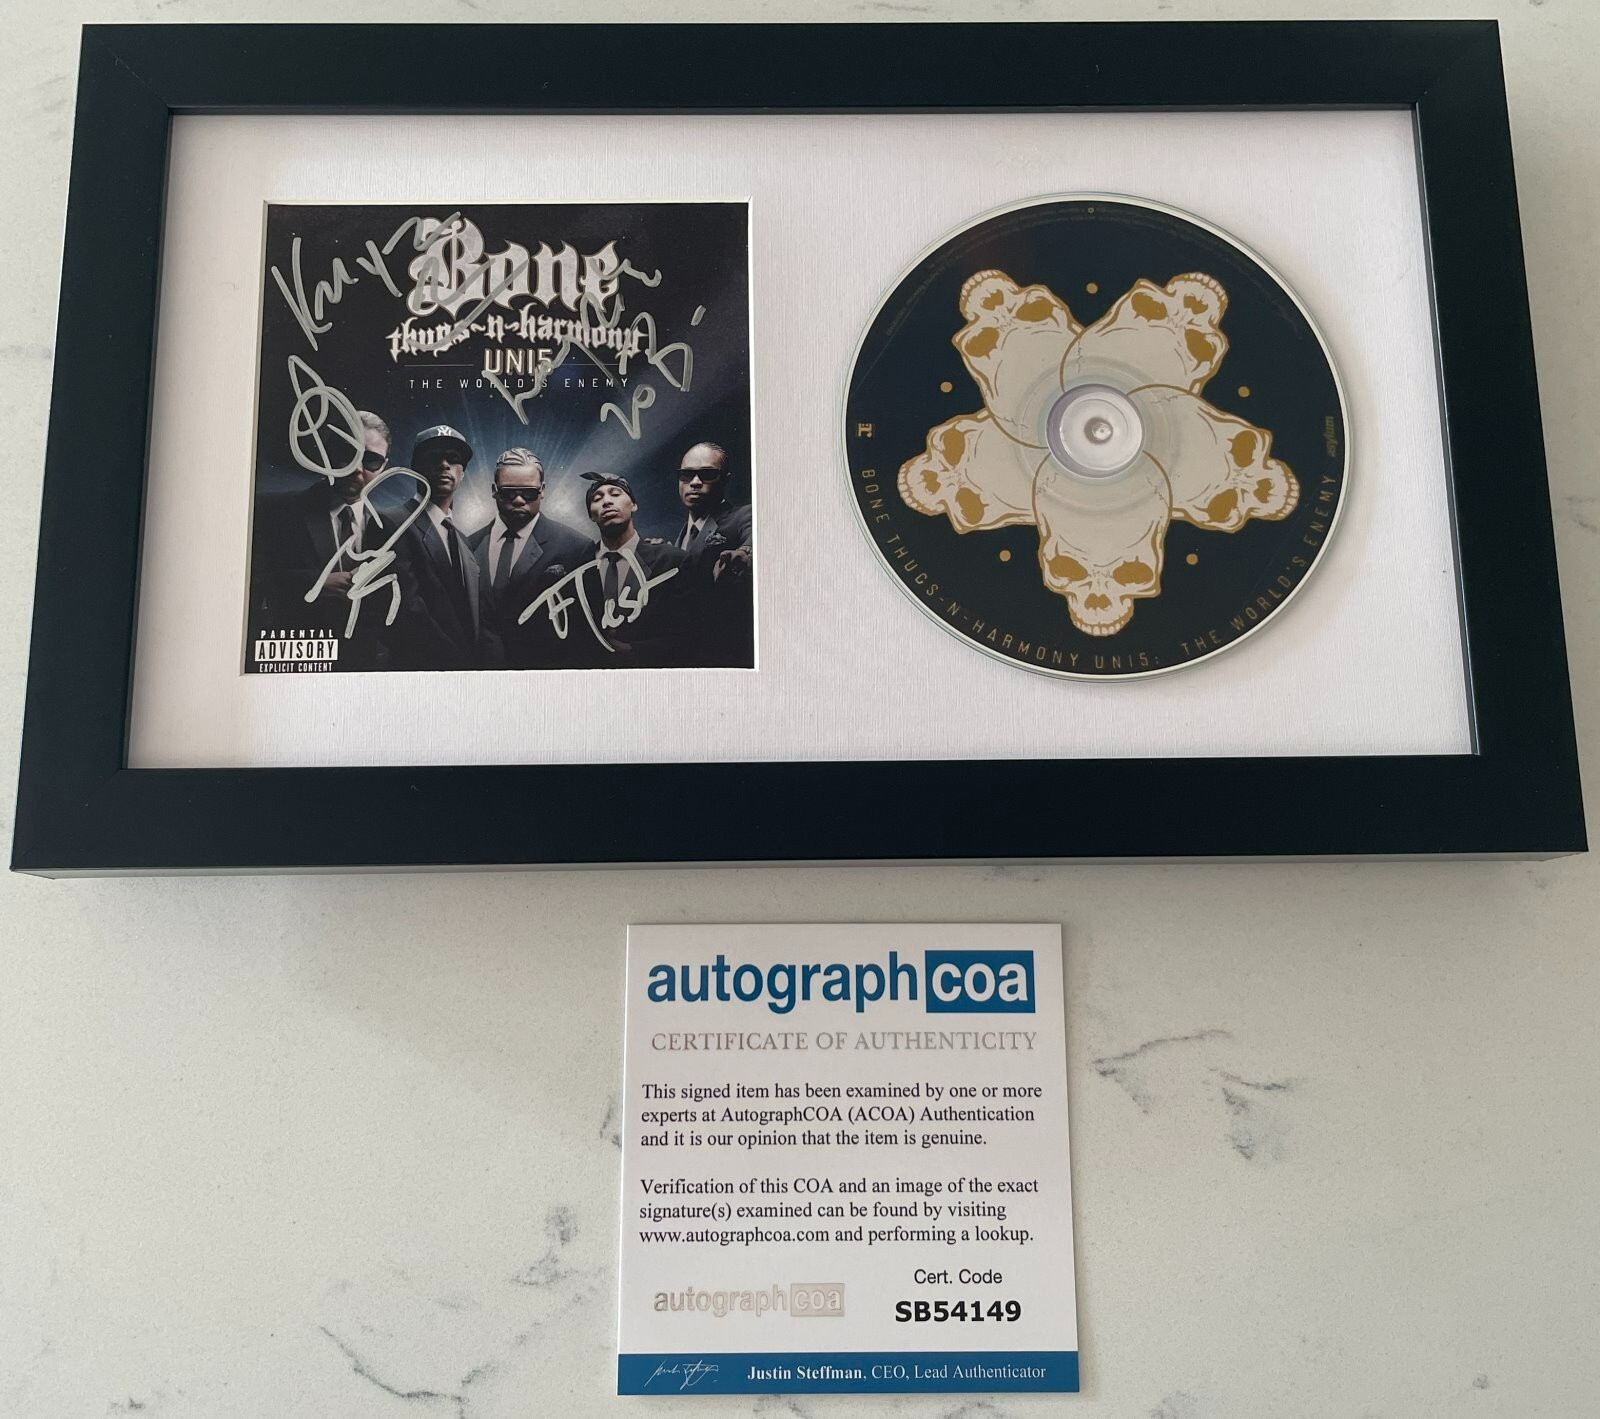 Bone
thugs~n~harmony
UNI5
THE WORLD'S ENEMY
PARENTAL
ADVISORY
EXPLICIT CONTENT
asylum
BONE THUGS-N-HARMONY UNI5: THE WORLD'S ENEMY
autographcoa
CERTIFICATE OF AUTHENTICITY
This signed item has been examined by one or more
experts at AutographCOA (ACOA) Authentication
and it is our opinion that the item is genuine.
Verification of this COA and an image of the exact
signature(s) examined can be found by visiting
www.autographcoa.com and performing a lookup.
Cert. Code
autographcoa
SB54149
Justin Steffman, CEO, Lead Authenticator